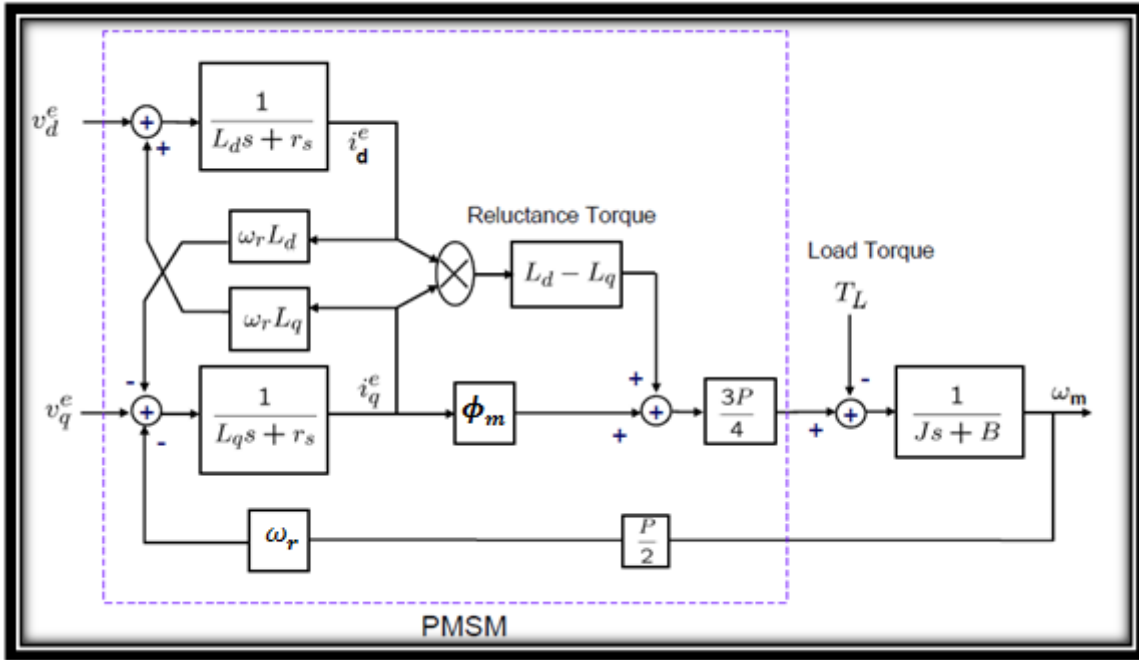 v_d^e
+
+
1
L_d s + r_s
i_d^e
ω_r L_d
ω_r L_q
Reluctance Torque
L_d − L_q
Load Torque
T_L
-
v_q^e
-
+
-
1
L_q s + r_s
i_q^e
ϕ_m
+
+
+
3P
4
+
+
1
Js + B
ω_m
ω_r
P
2
PMSM